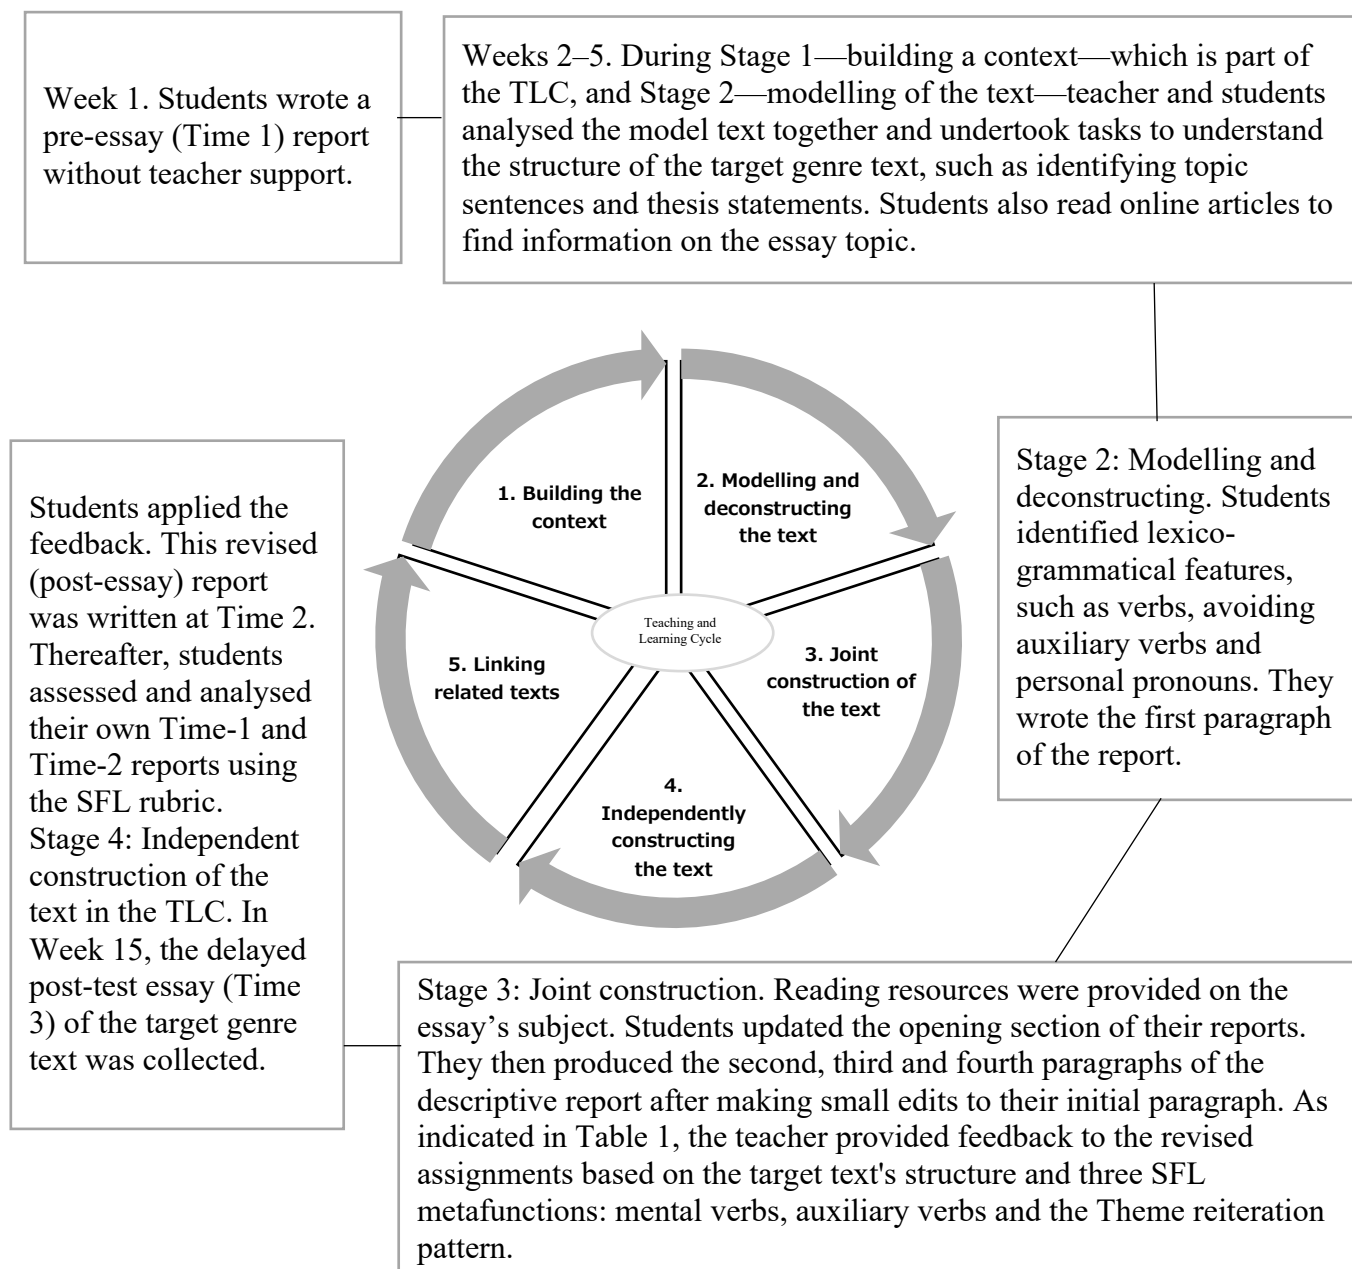 Week 1. Students wrote a
pre-essay (Time 1) report
without teacher support.
Weeks 2–5. During Stage 1—building a context—which is part of
the TLC, and Stage 2—modelling of the text—teacher and students
analysed the model text together and undertook tasks to understand
the structure of the target genre text, such as identifying topic
sentences and thesis statements. Students also read online articles to
find information on the essay topic.
Stage 2: Modelling and
deconstructing. Students
identified lexico-
grammatical features,
such as verbs, avoiding
auxiliary verbs and
personal pronouns. They
wrote the first paragraph
of the report.
Stage 3: Joint construction. Reading resources were provided on the
essay’s subject. Students updated the opening section of their reports.
They then produced the second, third and fourth paragraphs of the
descriptive report after making small edits to their initial paragraph. As
indicated in Table 1, the teacher provided feedback to the revised
assignments based on the target text's structure and three SFL
metafunctions: mental verbs, auxiliary verbs and the Theme reiteration
pattern.
Students applied the
feedback. This revised
(post-essay) report
was written at Time 2.
Thereafter, students
assessed and analysed
their own Time-1 and
Time-2 reports using
the SFL rubric.
Stage 4: Independent
construction of the
text in the TLC. In
Week 15, the delayed
post-test essay (Time
3) of the target genre
text was collected.
1. Building the
context
2. Modelling and
deconstructing
the text
3. Joint
construction of
the text
4.
Independently
constructing
the text
5. Linking
related texts
Teaching and
Learning Cycle